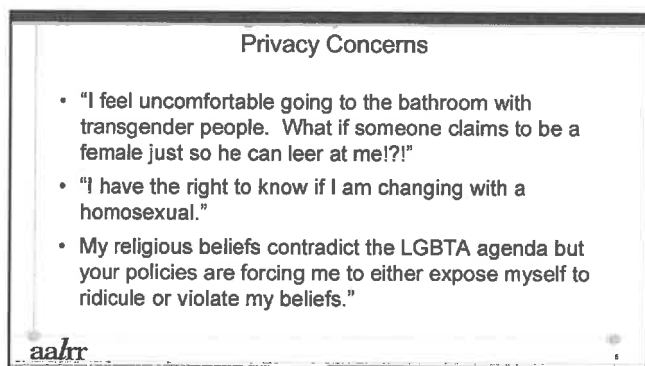 Privacy Concerns
• "I feel uncomfortable going to the bathroom with
transgender people. What if someone claims to be a
female just so he can leer at me!?!"
• "I have the right to know if I am changing with a
homosexual."
• My religious beliefs contradict the LGBTA agenda but
your policies are forcing me to either expose myself to
ridicule or violate my beliefs."
aalrr